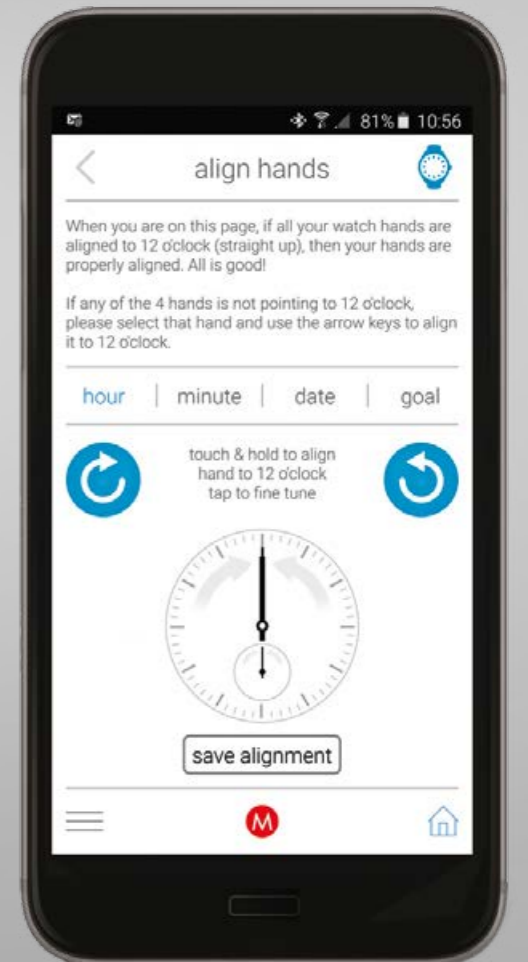 81% 10:56
align hands
When you are on this page, if all your watch hands are
aligned to 12 o'clock (straight up), then your hands are
properly aligned. All is good!
If any of the 4 hands is not pointing to 12 o'clock,
please select that hand and use the arrow keys to align
it to 12 o'clock.
hour | minute | date | goal
touch & hold to align
hand to 12 o'clock
tap to fine tune
save alignment
M